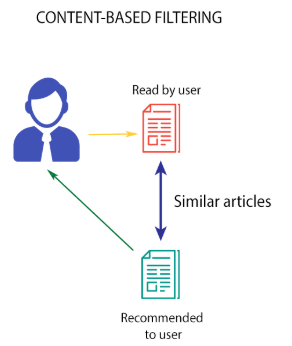 CONTENT-BASED FILTERING
Read by user
Similar articles
Recommended
to user